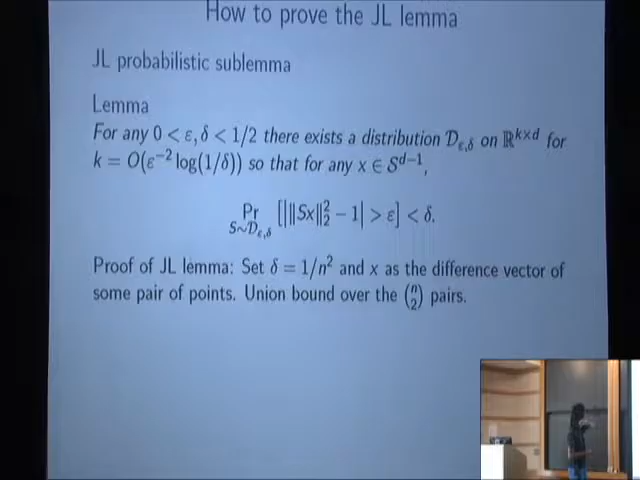 How to prove the JL lemma
JL probabilistic sublemma
Lemma
For any 0 < ε, δ < 1/2 there exists a distribution 𝒟_{ε,δ} on ℝ^{k×d} for
k = O(ε^{−2} log(1/δ)) so that for any x ∈ S^{d−1},
Pr_{S∼𝒟_{ε,δ}} [|‖Sx‖_2^2 − 1| > ε] < δ.
Proof of JL lemma: Set δ = 1/n^2 and x as the difference vector of
some pair of points. Union bound over the \binom{n}{2} pairs.